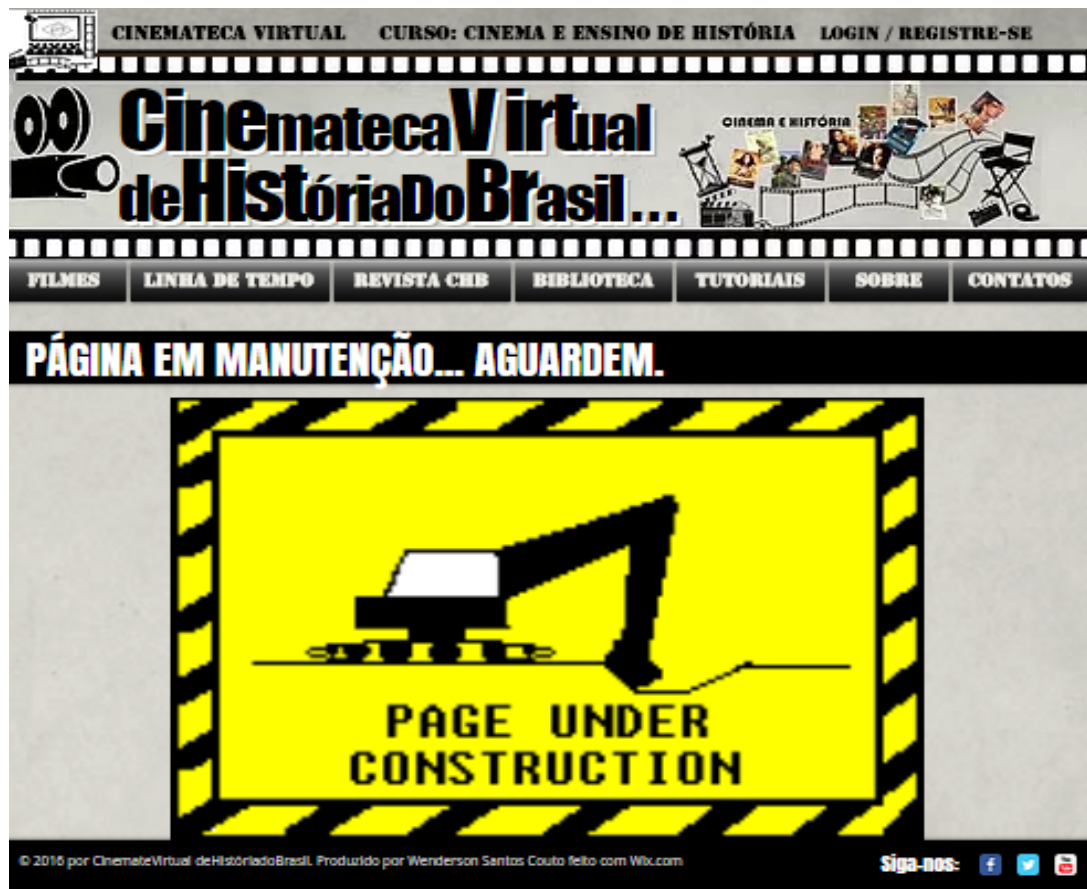 CINEMATECA VIRTUAL CURSO: CINEMA E ENSINO DE HISTÓRIA LOGIN / REGISTRE-SE
CinematecaVirtual
deHistóriaDoBrasil...
CINEMA E HISTÓRIA
FILMES LINHA DE TEMPO REVISTA CHB BIBLIOTECA TUTORIAIS SOBRE CONTATOS
PÁGINA EM MANUTENÇÃO... AGUARDEM.
PAGE UNDER
CONSTRUCTION
© 2016 por CinemateVirtual deHistóriadoBrasil. Produzido por Wenderson Santos Couto feito com Wix.com
Siga-nos: